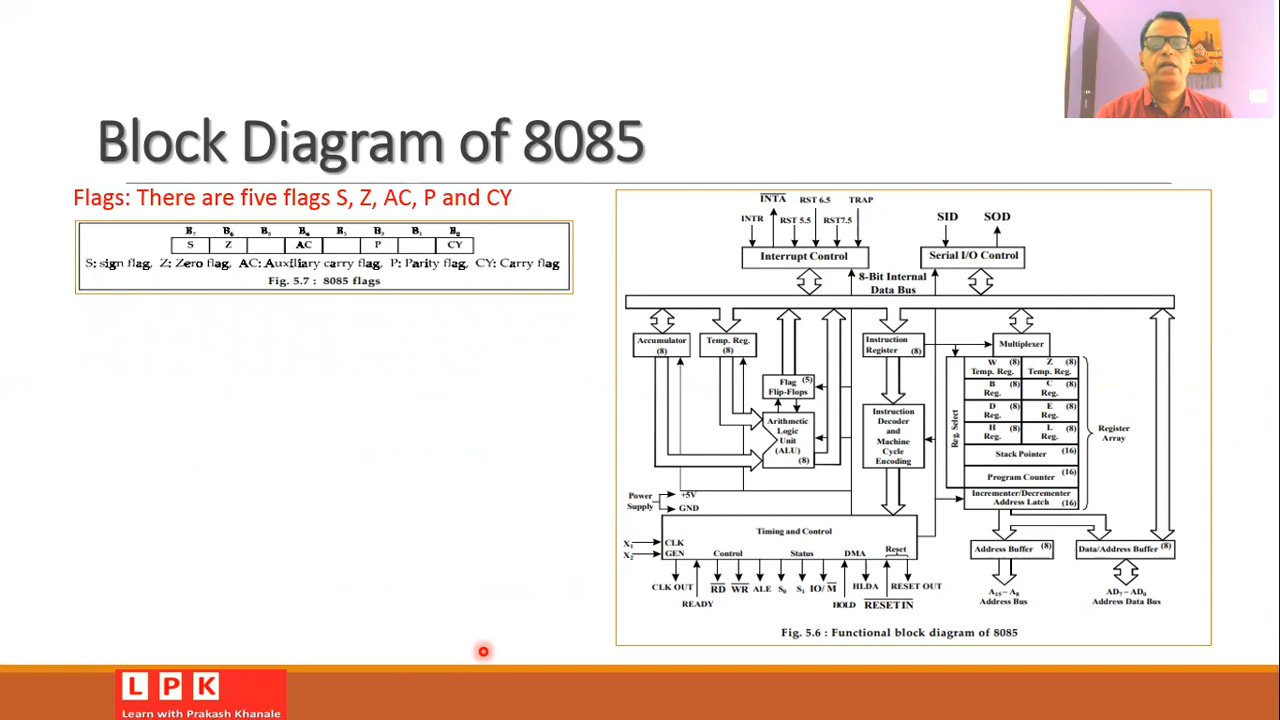 Block Diagram of 8085
Flags: There are five flags S, Z, AC, P and CY
B₇ B₆ B₅ B₄ B₃ B₂ B₁ B₀
S Z AC P CY
S: sign flag, Z: Zero flag, AC: Auxiliary carry flag, P: Parity flag, CY: Carry flag
Fig. 5.7 : 8085 flags
INTA RST 6.5 TRAP
INTR RST 5.5 RST7.5
SID SOD
Interrupt Control
Serial I/O Control
8-Bit Internal
Data Bus
Accumulator
(8)
Temp. Reg.
(8)
Instruction
Register (8)
Multiplexer
Flag (5)
Flip-Flops
Arithmetic
Logic
Unit
(ALU)
(8)
Instruction
Decoder
and
Machine
Cycle
Encoding
Reg. Select
W (8) Z (8)
Temp. Reg. Temp. Reg.
B (8) C (8)
Reg. Reg.
D (8) E (8)
Reg. Reg.
H (8) L (8)
Reg. Reg.
Stack Pointer (16)
Program Counter (16)
Incrementer/Decrementer
Address Latch (16)
Register
Array
Power
Supply
+5V
GND
Timing and Control
X₁ CLK
X₂ GEN
Control Status DMA Reset
CLK OUT RD WR ALE S₀ S₁ IO/M HLDA RESET OUT
READY HOLD RESET IN
Address Buffer (8)
Data/Address Buffer (8)
A₁₅ – A₈
Address Bus
AD₇ – AD₀
Address Data Bus
Fig. 5.6 : Functional block diagram of 8085
L P K
Learn with Prakash Khanale